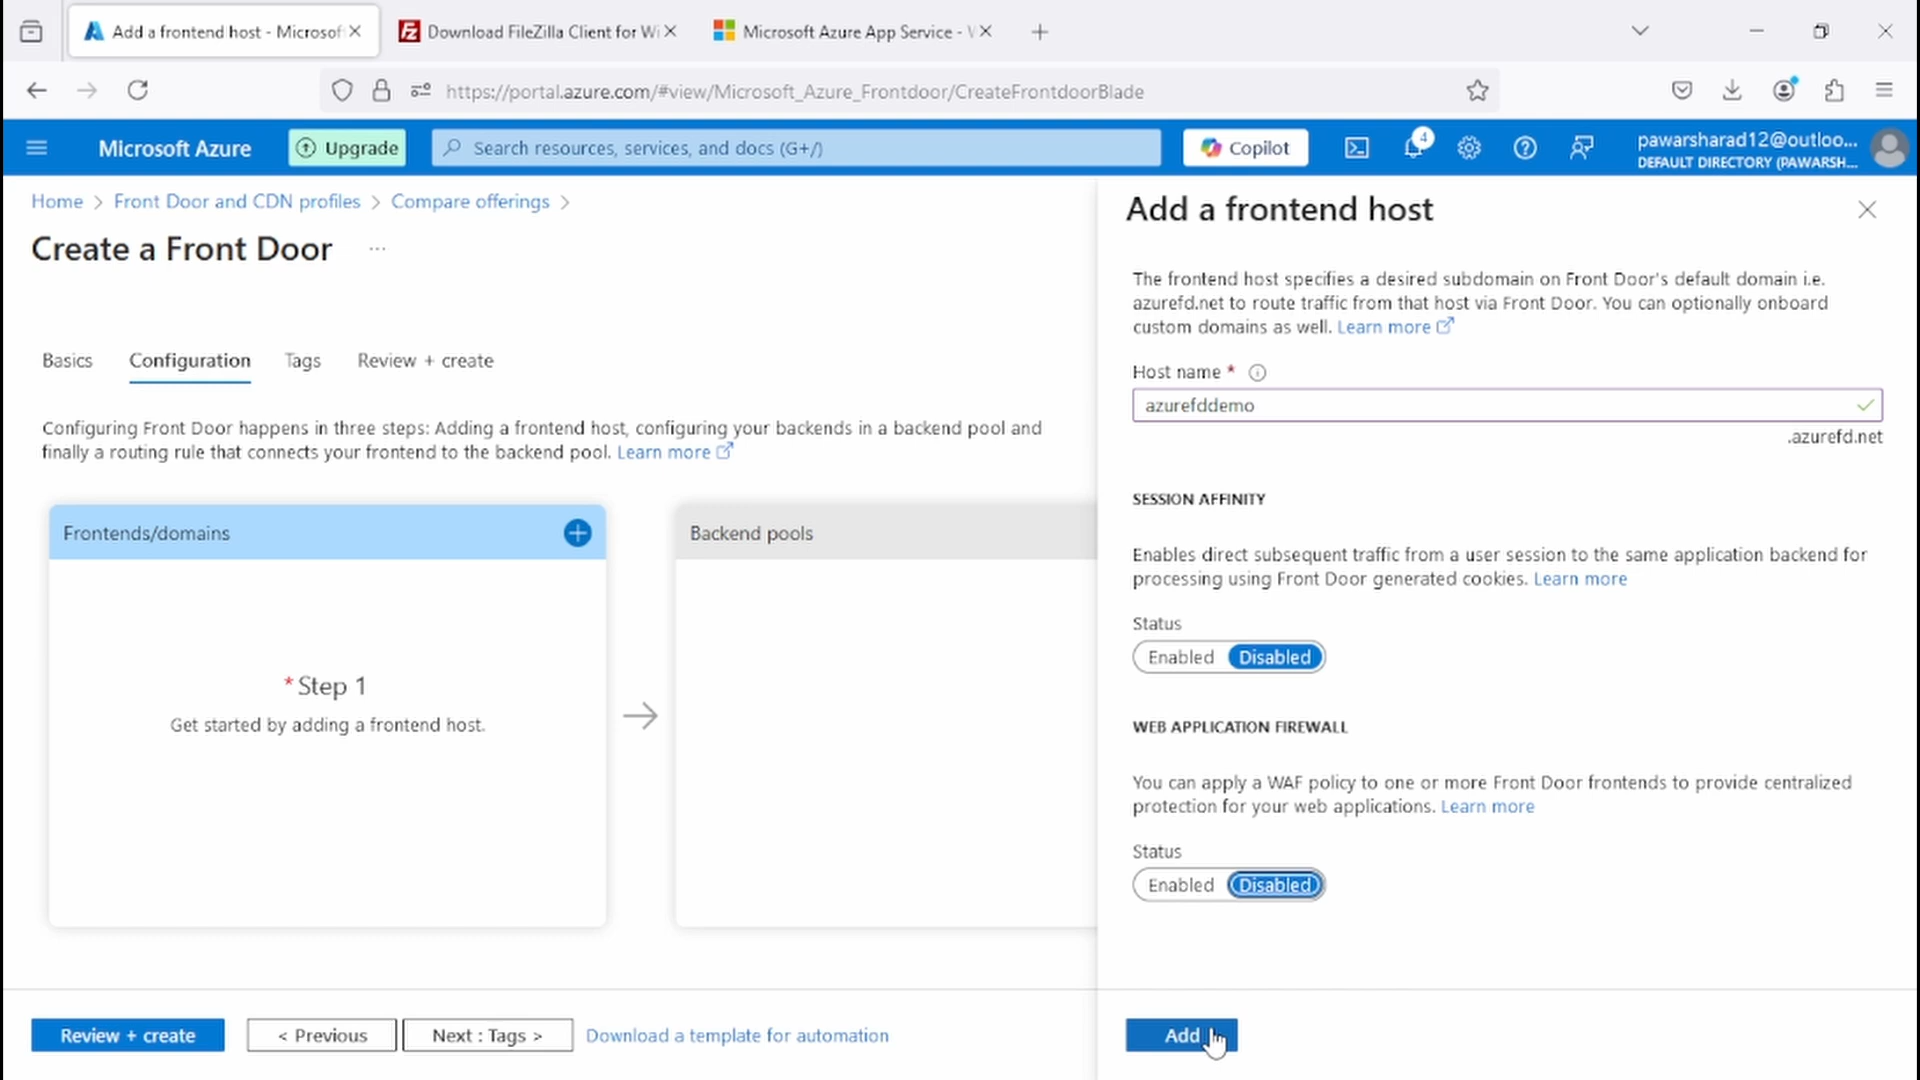 Add a frontend host - Microsof
Download FileZilla Client for Wi
Microsoft Azure App Service - W
https://portal.azure.com/#view/Microsoft_Azure_Frontdoor/CreateFrontdoorBlade
Microsoft Azure
Upgrade
Search resources, services, and docs (G+/)
Copilot
4
pawarsharad12@outloo...
DEFAULT DIRECTORY (PAWARSH...
Home > Front Door and CDN profiles > Compare offerings >
Create a Front Door ...
Basics
Configuration
Tags
Review + create
Configuring Front Door happens in three steps: Adding a frontend host, configuring your backends in a backend pool and
finally a routing rule that connects your frontend to the backend pool. Learn more
Frontends/domains
* Step 1
Get started by adding a frontend host.
Backend pools
Review + create
< Previous
Next : Tags >
Download a template for automation
Add a frontend host
The frontend host specifies a desired subdomain on Front Door's default domain i.e.
azurefd.net to route traffic from that host via Front Door. You can optionally onboard
custom domains as well. Learn more
Host name *
azurefddemo
.azurefd.net
SESSION AFFINITY
Enables direct subsequent traffic from a user session to the same application backend for
processing using Front Door generated cookies. Learn more
Status
Enabled Disabled
WEB APPLICATION FIREWALL
You can apply a WAF policy to one or more Front Door frontends to provide centralized
protection for your web applications. Learn more
Status
Enabled Disabled
Add